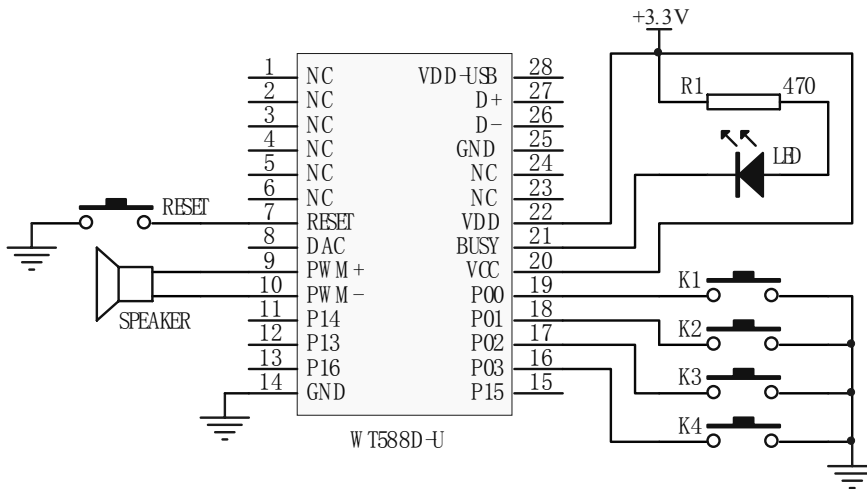 +3.3V
1 NC VDD-USB 28
2 NC D+ 27
3 NC D- 26
4 NC GND 25
5 NC NC 24
6 NC NC 23
7 RESET VDD 22
8 DAC BUSY 21
9 PWM+ VCC 20
10 PWM- P00 19
11 P14 P01 18
12 P13 P02 17
13 P16 P03 16
14 GND P15 15
WT588D-U
RESET
SPEAKER
R1 470
LED
K1
K2
K3
K4